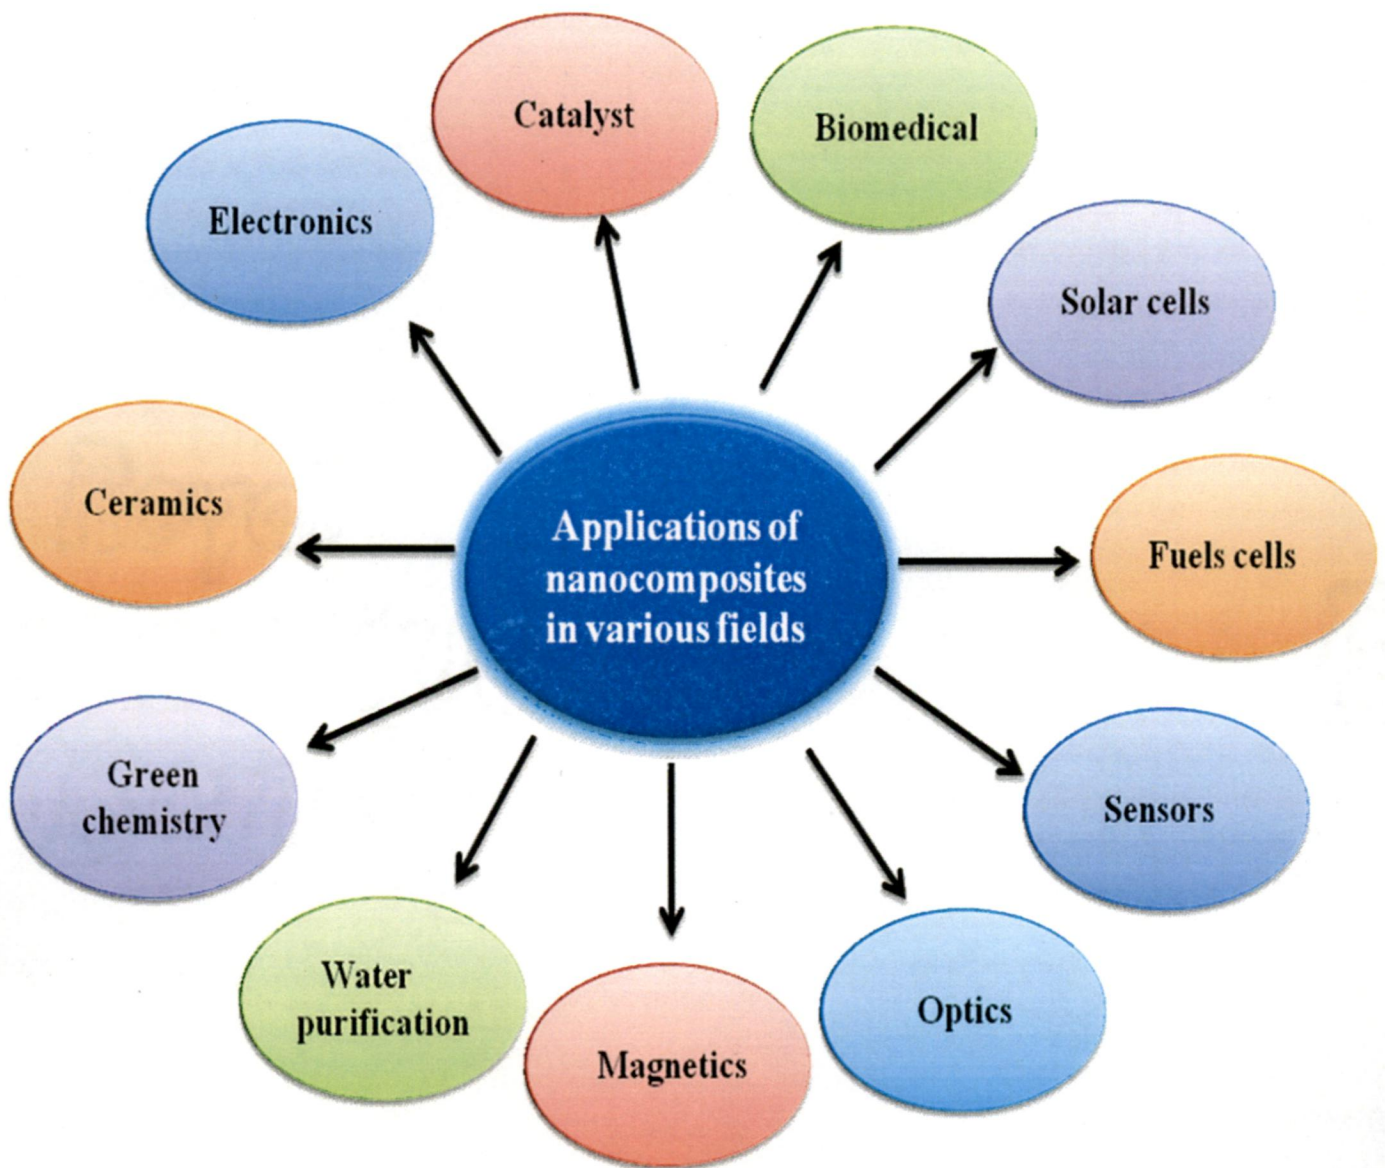 Catalyst
Biomedical
Electronics
Solar cells
Ceramics
Applications of
nanocomposites
in various fields
Fuels cells
Green
chemistry
Sensors
Water
purification
Magnetics
Optics